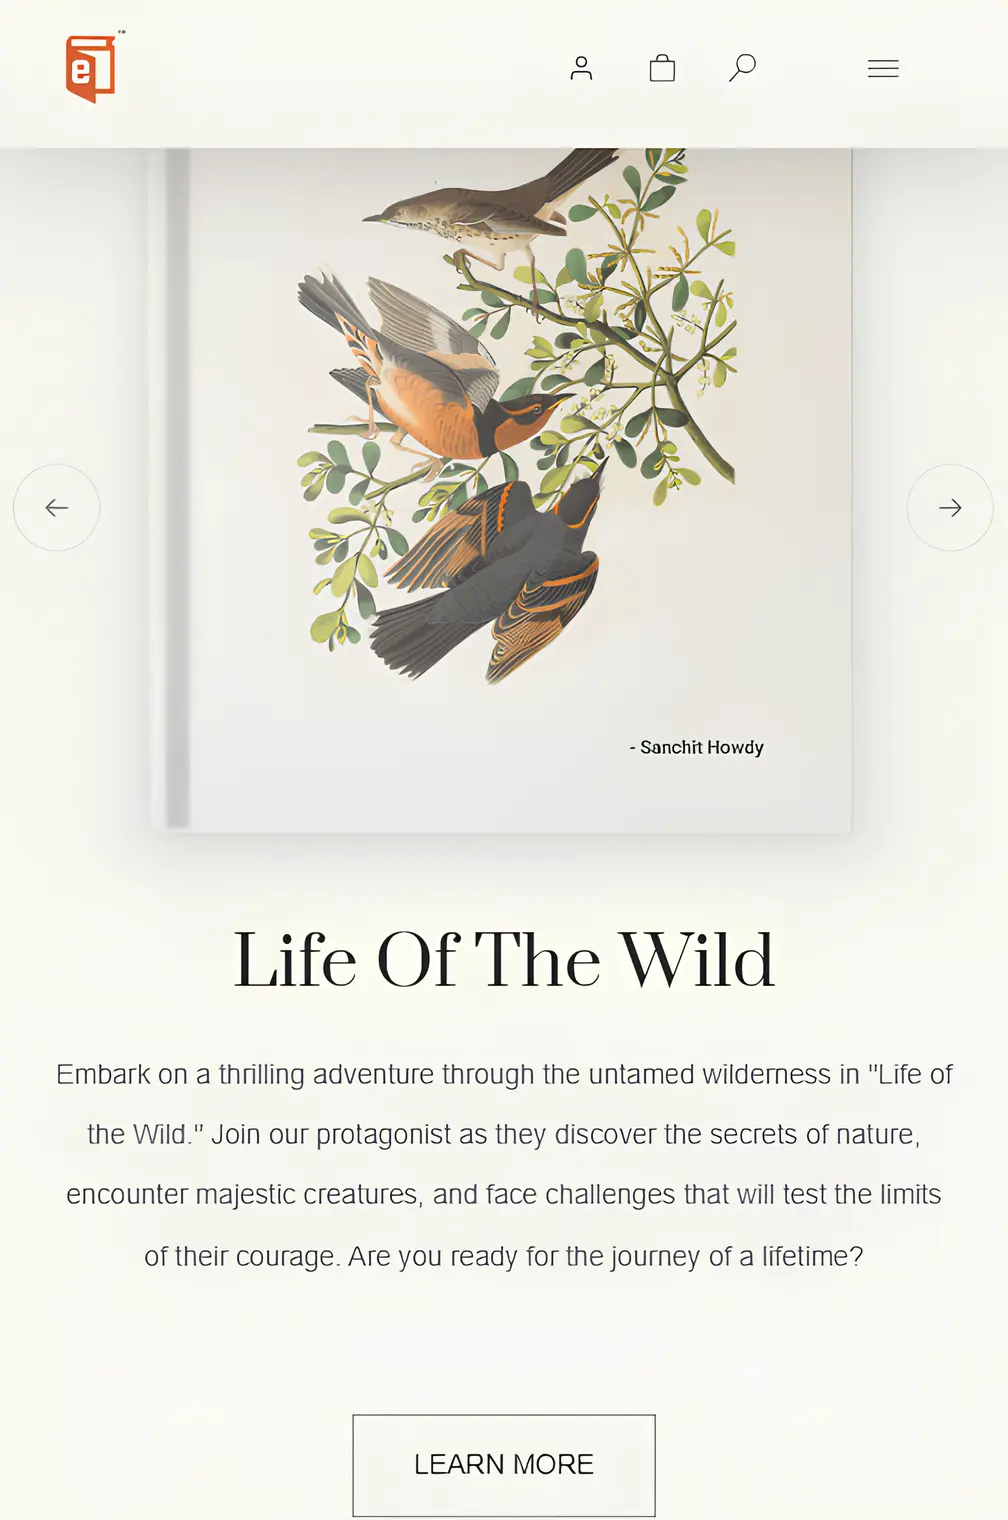 e
™
- Sanchit Howdy
Life Of The Wild
Embark on a thrilling adventure through the untamed wilderness in "Life of
the Wild." Join our protagonist as they discover the secrets of nature,
encounter majestic creatures, and face challenges that will test the limits
of their courage. Are you ready for the journey of a lifetime?
LEARN MORE